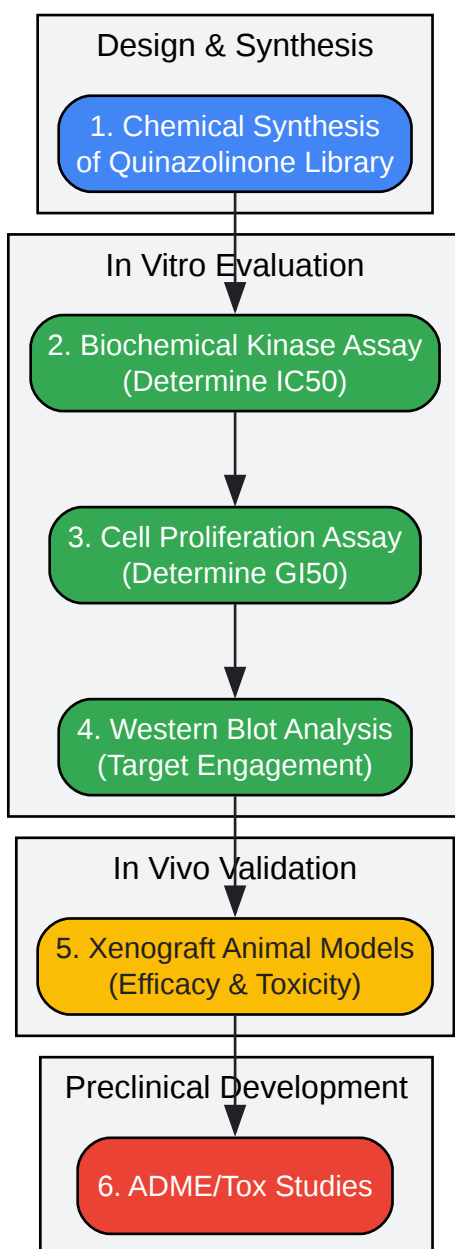 Design & Synthesis
1. Chemical Synthesis
of Quinazolinone Library
In Vitro Evaluation
2. Biochemical Kinase Assay
(Determine IC50)
3. Cell Proliferation Assay
(Determine GI50)
4. Western Blot Analysis
(Target Engagement)
In Vivo Validation
5. Xenograft Animal Models
(Efficacy & Toxicity)
Preclinical Development
6. ADME/Tox Studies